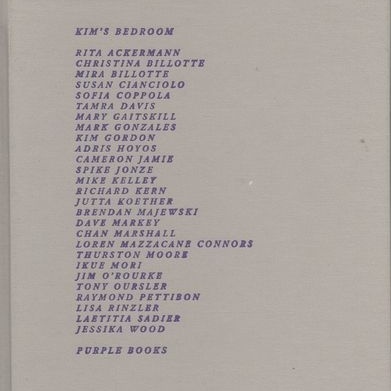 KIM'S BEDROOM
RITA ACKERMANN
CHRISTINA BILLOTTE
MIRA BILLOTTE
SUSAN CIANCIOLO
SOFIA COPPOLA
TAMRA DAVIS
MARY GAITSKILL
MARK GONZALES
KIM GORDON
ADRIS HOYOS
CAMERON JAMIE
SPIKE JONZE
MIKE KELLEY
RICHARD KERN
JUTTA KOETHER
BRENDAN MAJEWSKI
DAVE MARKEY
CHAN MARSHALL
LOREN MAZZACANE CONNORS
THURSTON MOORE
IKUE MORI
JIM O'ROURKE
TONY OURSLER
RAYMOND PETTIBON
LISA RINZLER
LAETITIA SADIER
JESSIKA WOOD
PURPLE BOOKS